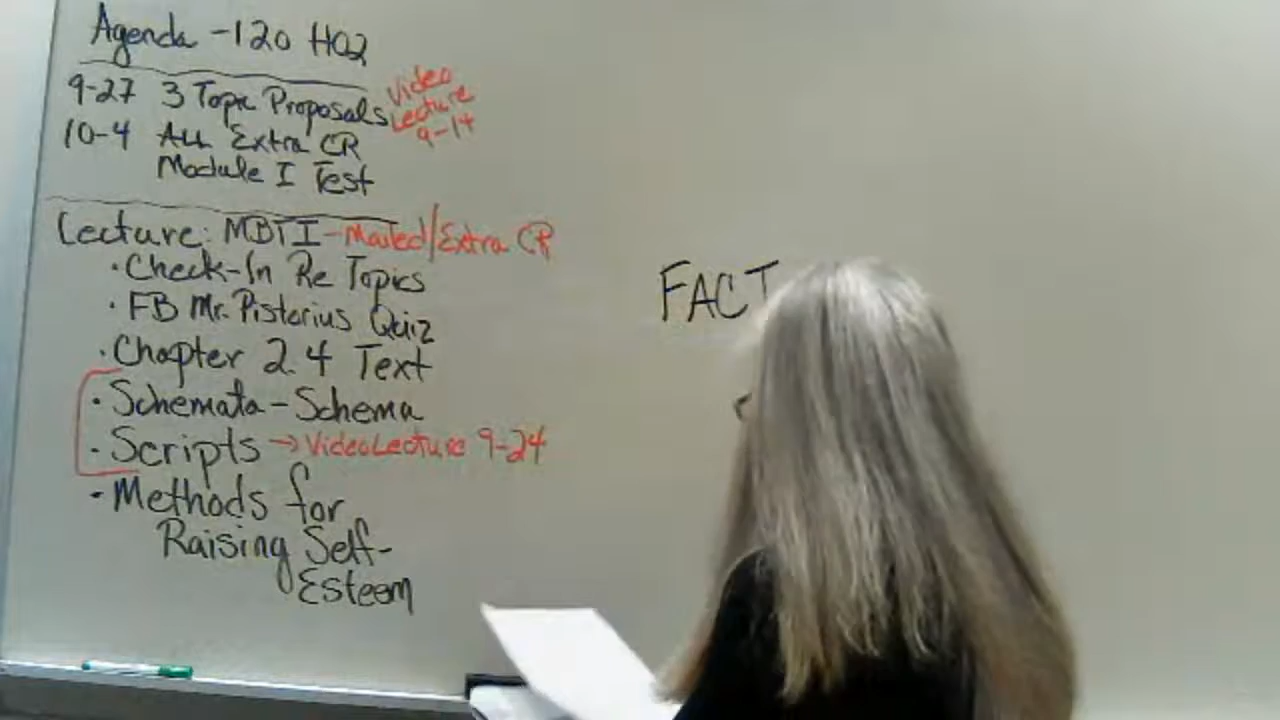 Agenda - 120 HO2
9-27 3 Topic Proposals
Video
Lecture
9-14
10-4 ALL Extra CR
Module I Test
Lecture: MBTI - Mailed/Extra CR
• Check-In Re Topics
• FB Mr. Pistorius Quiz
• Chapter 2.4 Text
• Schemata - Schema
• Scripts → Video Lecture 9-24
• Methods for
Raising Self-
Esteem
FACT